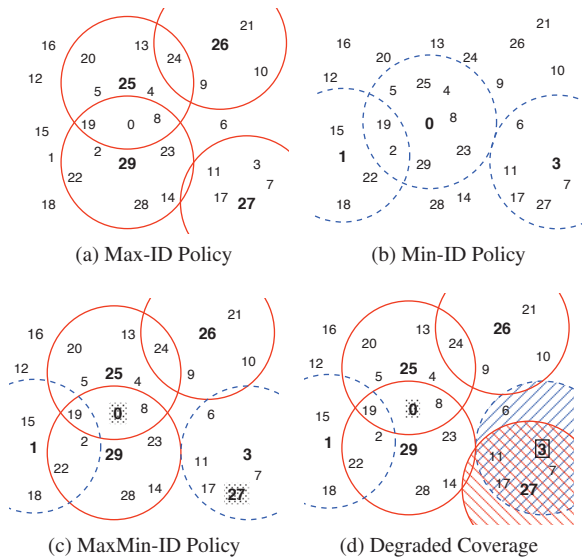 21
16 13 26
20 24
12 25 9 10
5 4
15 19 0 8 6
1 2 29 23 3
22 11 7
18 28 14 17 27
(a) Max-ID Policy
21
16 13 26
20 24
12 25 9 10
5 4
15 19 0 8 6
1 2 29 23 3
22 11 7
18 28 14 17 27
(b) Min-ID Policy
21
16 13 26
20 24
12 25 9 10
5 4
15 19 0 8 6
1 2 29 23 3
22 11 7
18 28 14 17 27
(c) MaxMin-ID Policy
21
16 13 26
20 24
12 25 9 10
5 4
15 19 0 8 6
1 2 29 23 3
22 11 7
18 28 14 17 27
(d) Degraded Coverage